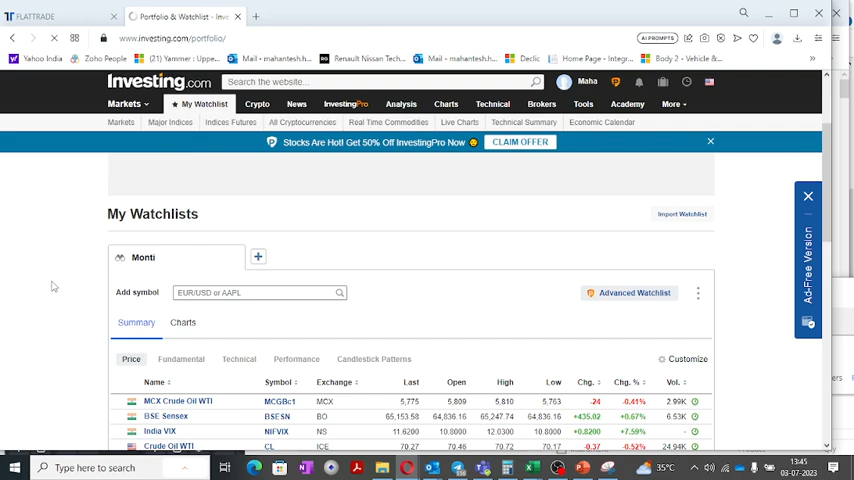 FLATTRADE
Portfolio & Watchlist - Inve
www.investing.com/portfolio/
AI PROMPTS
Yahoo India
Zoho People
(1) Yammer : Uppe...
Mail - mahantesh.h...
Renault Nissan Tech...
Mail - mahantesh.h...
Declic
Home Page - Integr...
Body 2 - Vehicle &...
Investing.com
Search the website...
Maha
Markets
My Watchlist
Crypto
News
InvestingPro
Analysis
Charts
Technical
Brokers
Tools
Academy
More
Markets
Major Indices
Indices Futures
All Cryptocurrencies
Real Time Commodities
Live Charts
Technical Summary
Economic Calendar
Stocks Are Hot! Get 50% Off InvestingPro Now
CLAIM OFFER
My Watchlists
Import Watchlist
Monti
Add symbol
EUR/USD or AAPL
Advanced Watchlist
Ad-Free Version
Summary
Charts
Price
Fundamental
Technical
Performance
Candlestick Patterns
Customize
Name Symbol Exchange Last Open High Low Chg. Chg. % Vol.
MCX Crude Oil WTI MCGBc1 MCX 5,775 5,809 5,810 5,763 -24 -0.41% 2.99K
BSE Sensex BSESN BO 65,153.58 64,836.16 65,247.74 64,836.16 +435.02 +0.67% 6.53K
India VIX NIFVIX NS 11.6200 10.8000 12.0300 10.8000 +0.8200 +7.59% -
Crude Oil WTI CL ICE 70.27 70.46 70.72 70.17 -0.37 -0.52% 24.94K
Type here to search
35°C
13:45
03-07-2023